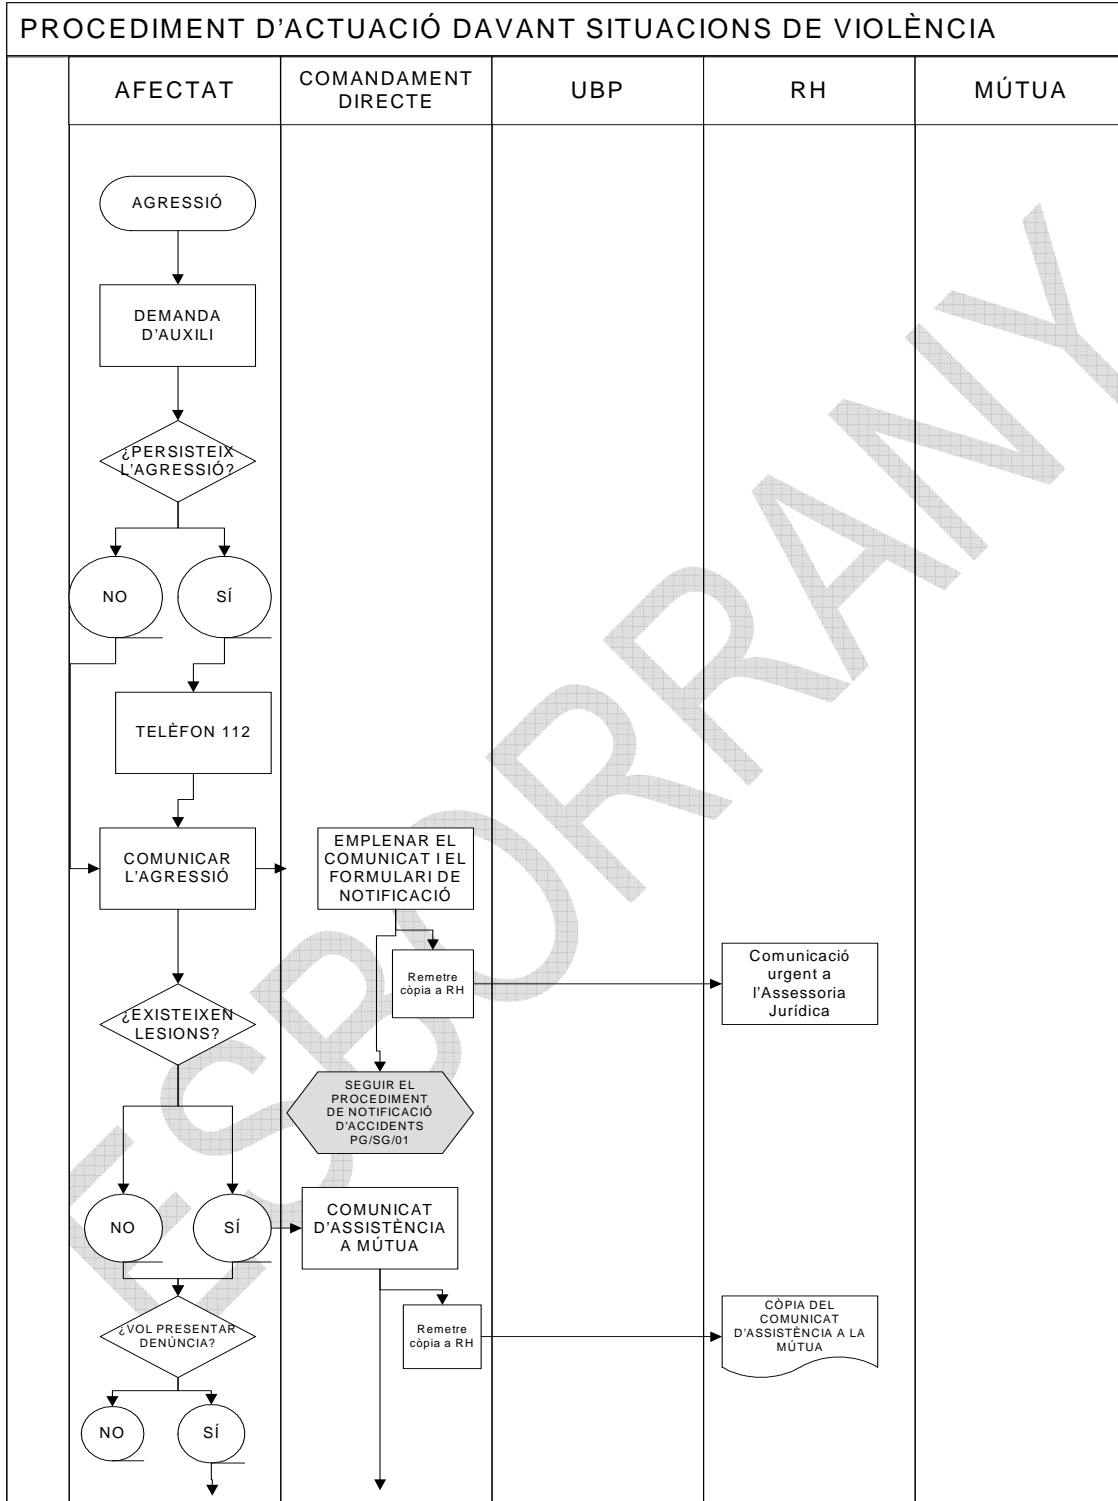 PROCEDIMENT D'ACTUACIÓ DAVANT SITUACIONS DE VIOLÈNCIA
AFECTAT
COMANDAMENT
DIRECTE
UBP
RH
MÚTUA
AGRESSIÓ
DEMANDA
D'AUXILI
¿PERSISTEIX
L'AGRESSIÓ?
NO
SÍ
TELÈFON 112
COMUNICAR
L'AGRESSIÓ
EMPLENAR EL
COMUNICAT I EL
FORMULARI DE
NOTIFICACIÓ
Remetre
còpia a RH
Comunicació
urgent a
l'Assessoria
Jurídica
¿EXISTEIXEN
LESIONS?
SEGUIR EL
PROCEDIMENT
DE NOTIFICACIÓ
D'ACCIDENTS
PG/SG/01
NO
SÍ
COMUNICAT
D'ASSISTÈNCIA
A MÚTUA
¿VOL PRESENTAR
DENÚNCIA?
Remetre
còpia a RH
CÒPIA DEL
COMUNICAT
D'ASSISTÈNCIA A LA
MÚTUA
NO
SÍ
ESBORRANY